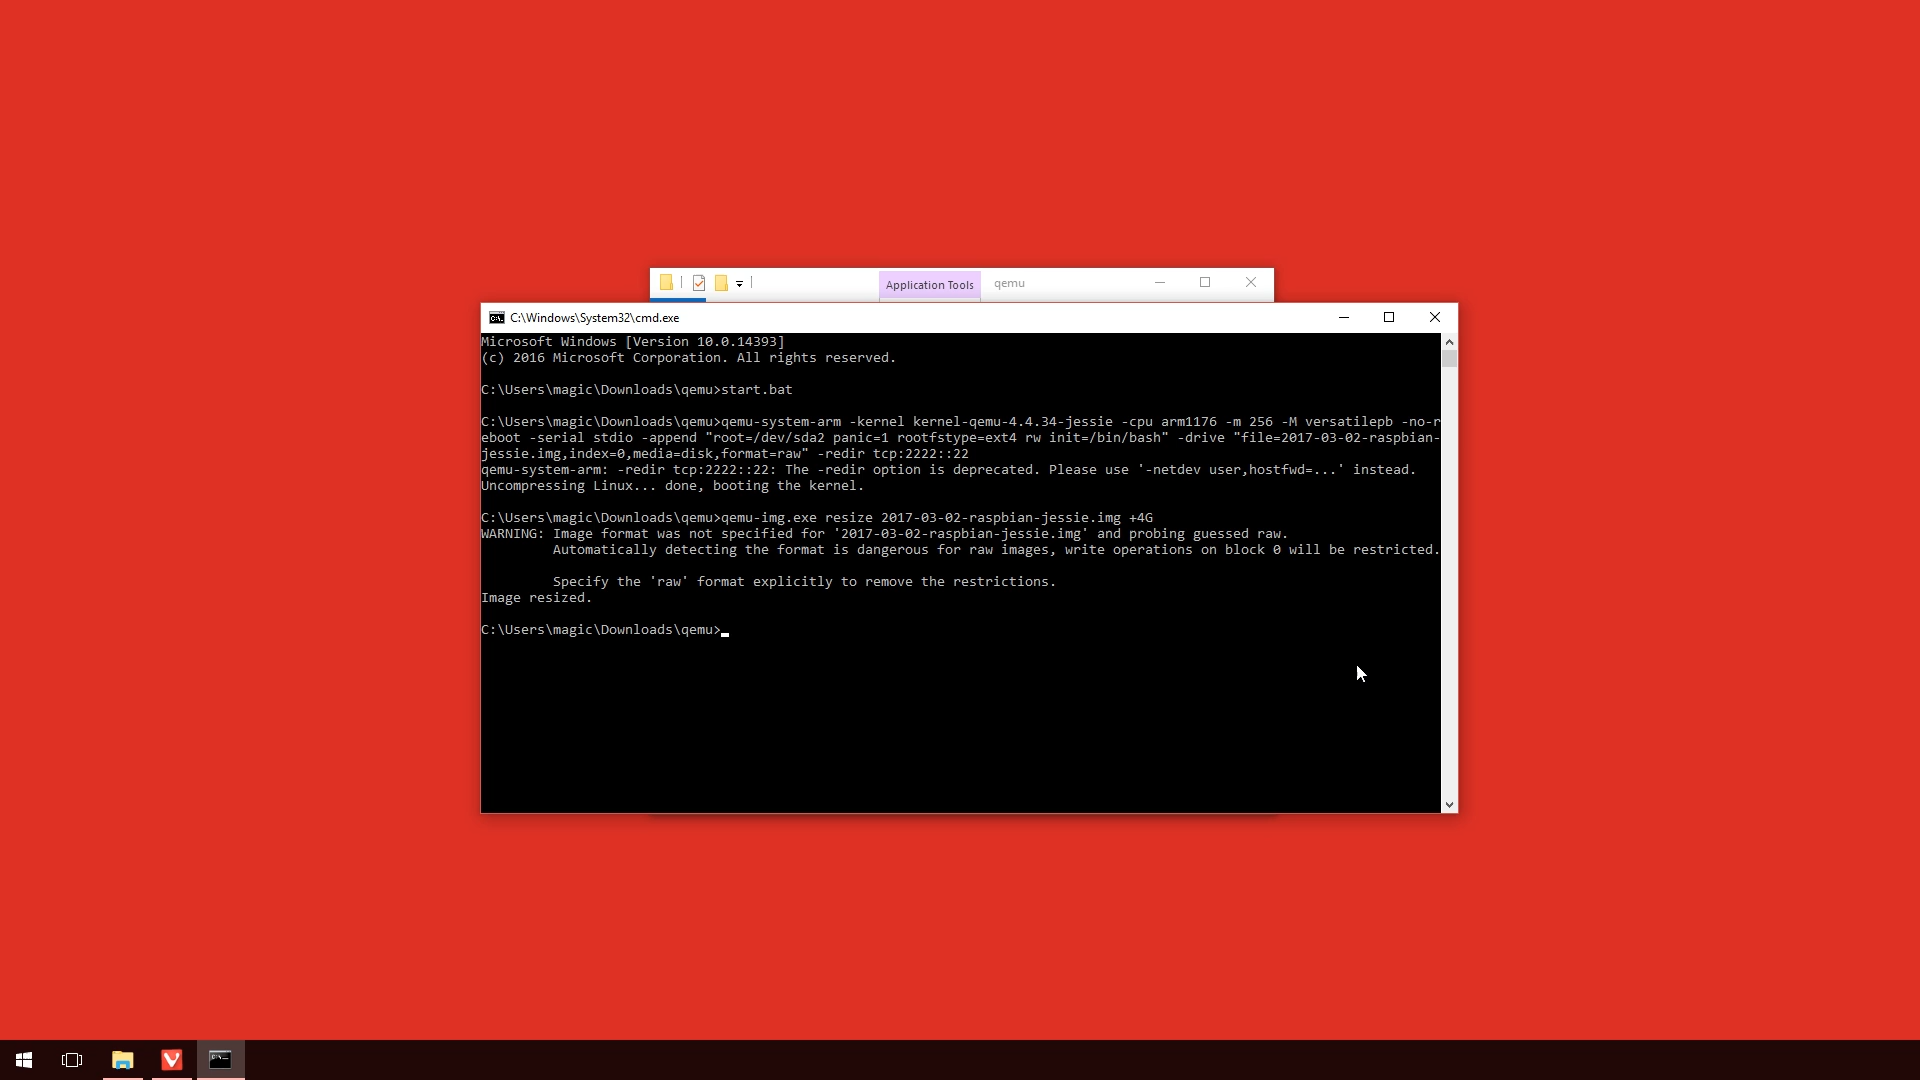 Application Tools qemu
C:\Windows\System32\cmd.exe
Microsoft Windows [Version 10.0.14393]
(c) 2016 Microsoft Corporation. All rights reserved.
C:\Users\magic\Downloads\qemu>start.bat
C:\Users\magic\Downloads\qemu>qemu-system-arm -kernel kernel-qemu-4.4.34-jessie -cpu arm1176 -m 256 -M versatilepb -no-r
eboot -serial stdio -append "root=/dev/sda2 panic=1 rootfstype=ext4 rw init=/bin/bash" -drive "file=2017-03-02-raspbian-
jessie.img,index=0,media=disk,format=raw" -redir tcp:2222::22
qemu-system-arm: -redir tcp:2222::22: The -redir option is deprecated. Please use '-netdev user,hostfwd=...' instead.
Uncompressing Linux... done, booting the kernel.
C:\Users\magic\Downloads\qemu>qemu-img.exe resize 2017-03-02-raspbian-jessie.img +4G
WARNING: Image format was not specified for '2017-03-02-raspbian-jessie.img' and probing guessed raw.
Automatically detecting the format is dangerous for raw images, write operations on block 0 will be restricted.
Specify the 'raw' format explicitly to remove the restrictions.
Image resized.
C:\Users\magic\Downloads\qemu>